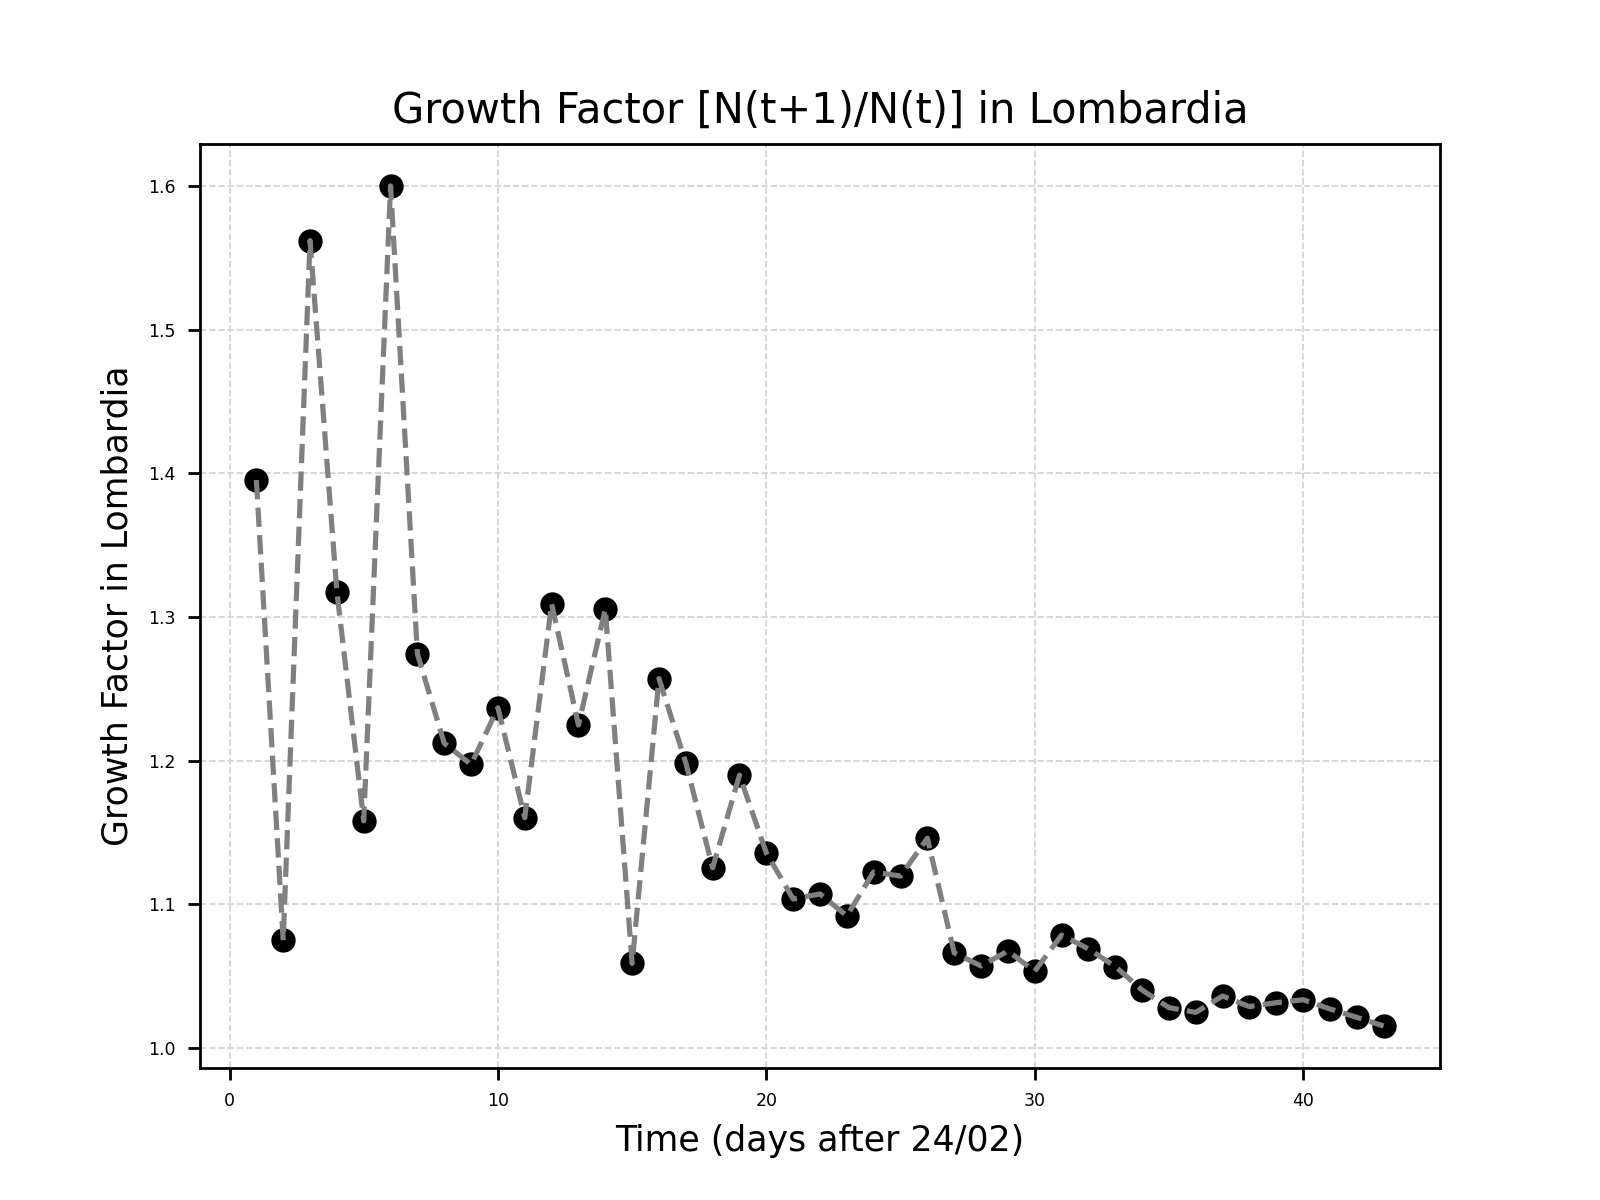 Growth Factor [N(t+1)/N(t)] in Lombardia
Growth Factor in Lombardia
1.6
1.5
1.4
1.3
1.2
1.1
1.0
0 10 20 30 40
Time (days after 24/02)